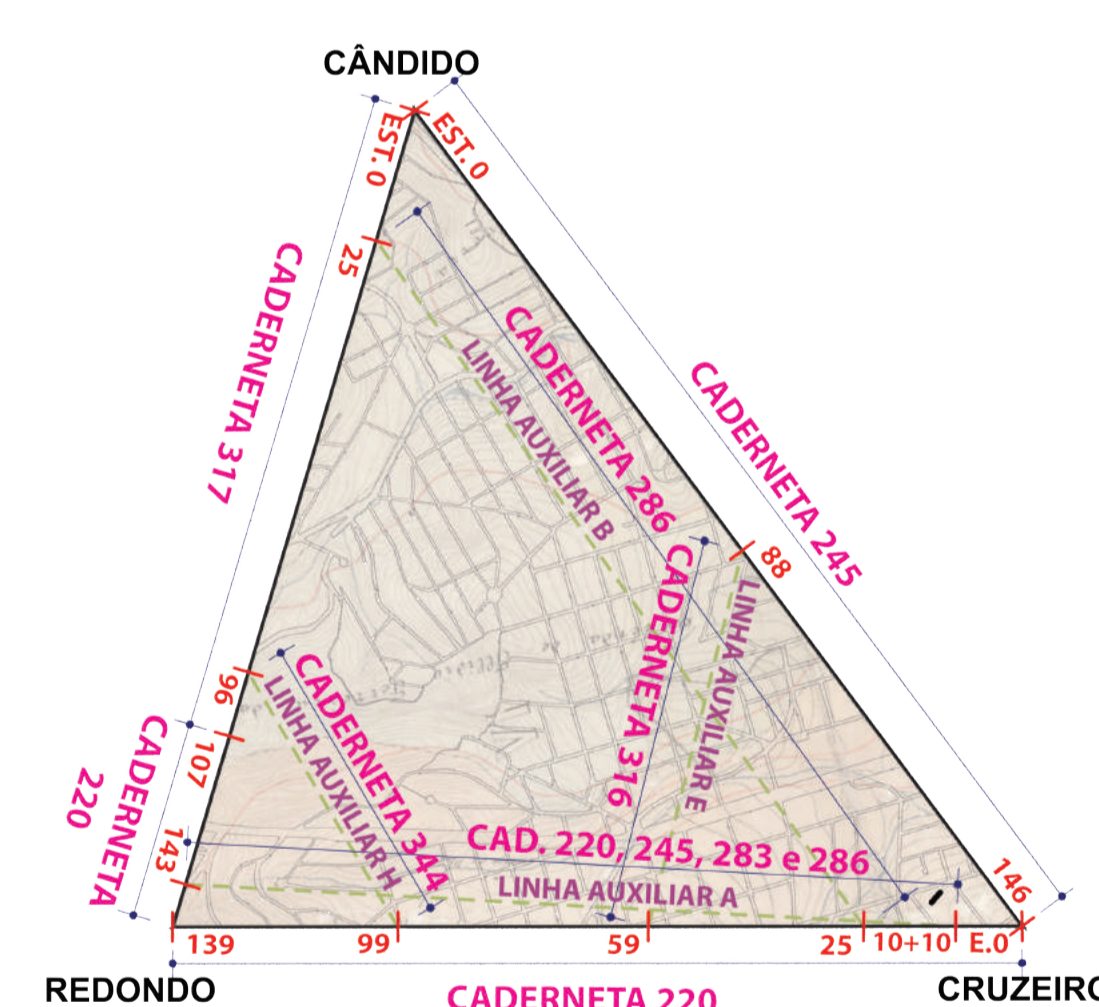 CÂNDIDO
EST. 0
EST. 0
25
CADERNETA 317
CADERNETA 286
LINHA AUXILIAR B
CADERNETA 245
88
CADERNETA 316
LINHA AUXILIAR E
96
CADERNETA 344
LINHA AUXILIAR H
107
CADERNETA
220
143
CAD. 220, 245, 283 e 286
LINHA AUXILIAR A
146
139
99
59
25
10+10
E.0
REDONDO
CRUZEIRO
CADERNETA 220